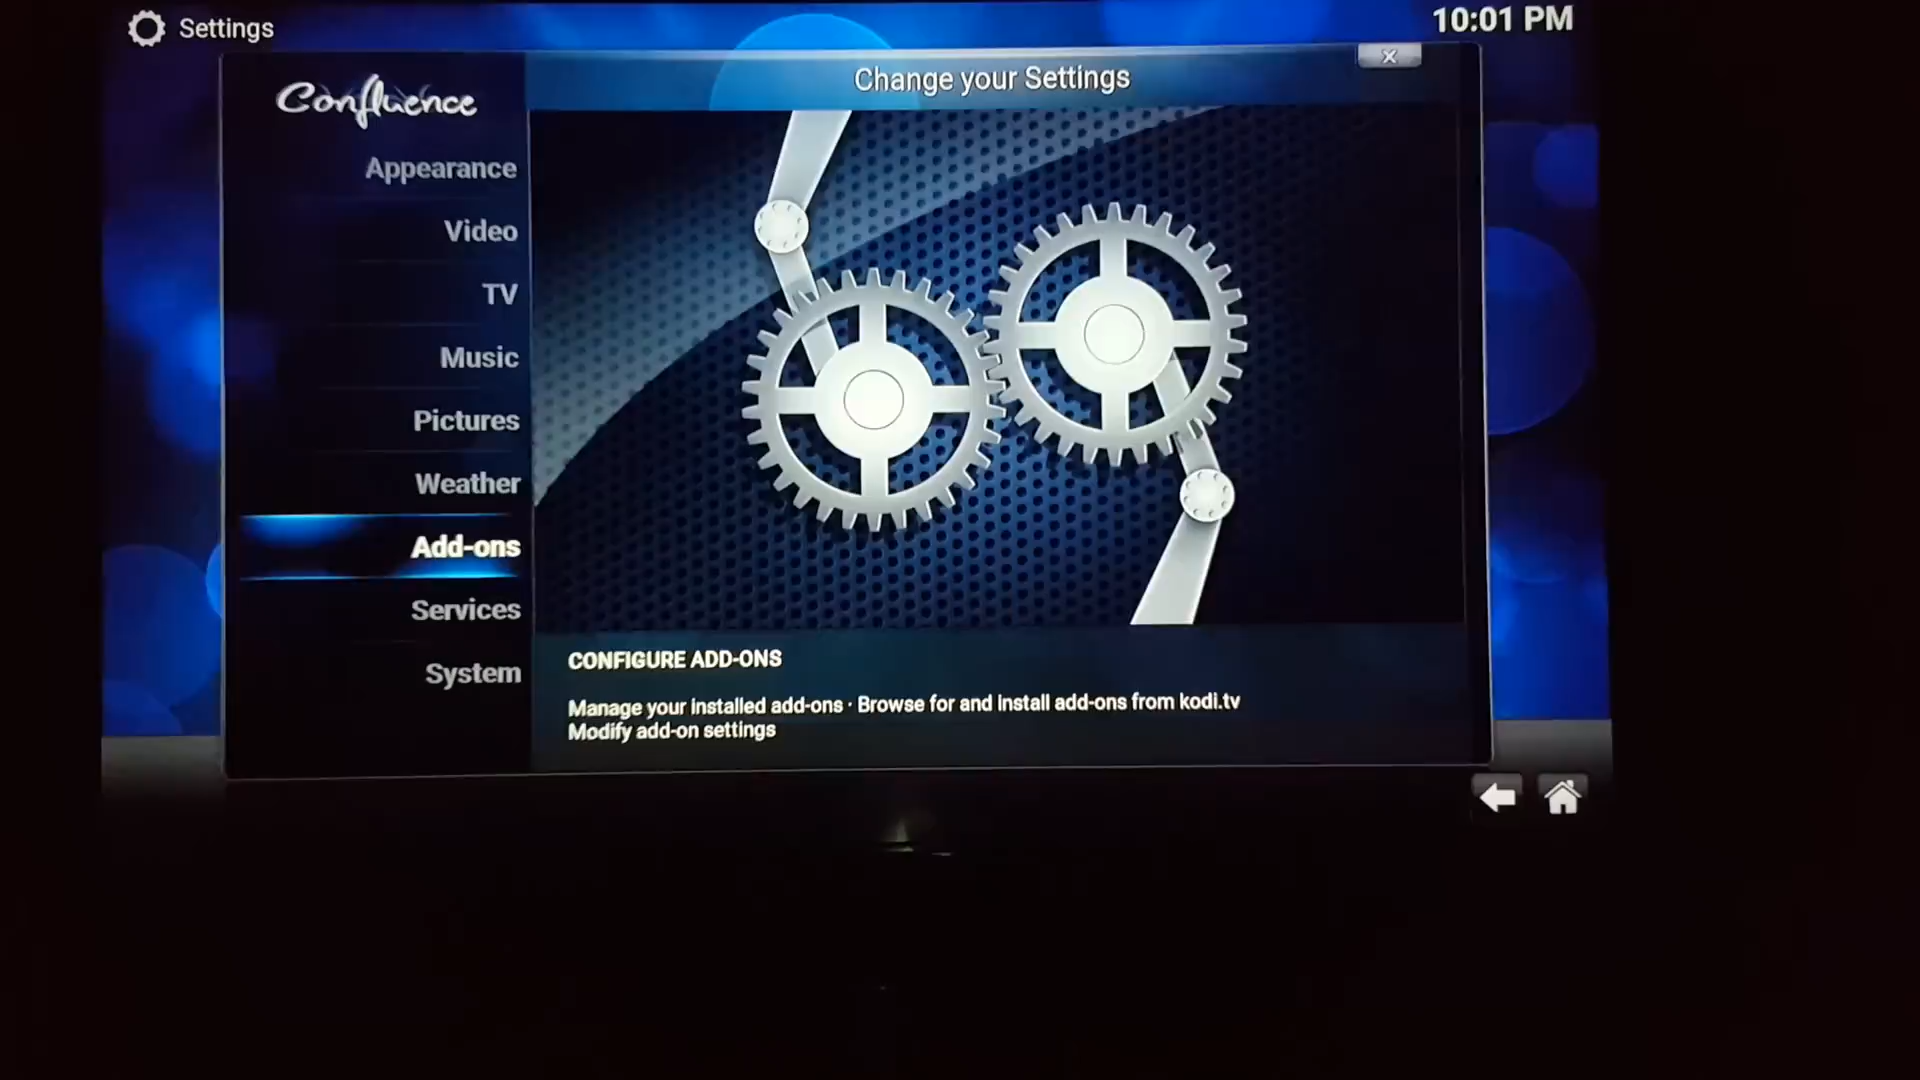 Settings
10:01 PM
Change your Settings
x
Confluence
Appearance
Video
TV
Music
Pictures
Weather
Add-ons
Services
System
CONFIGURE ADD-ONS
Manage your installed add-ons · Browse for and install add-ons from kodi.tv
Modify add-on settings